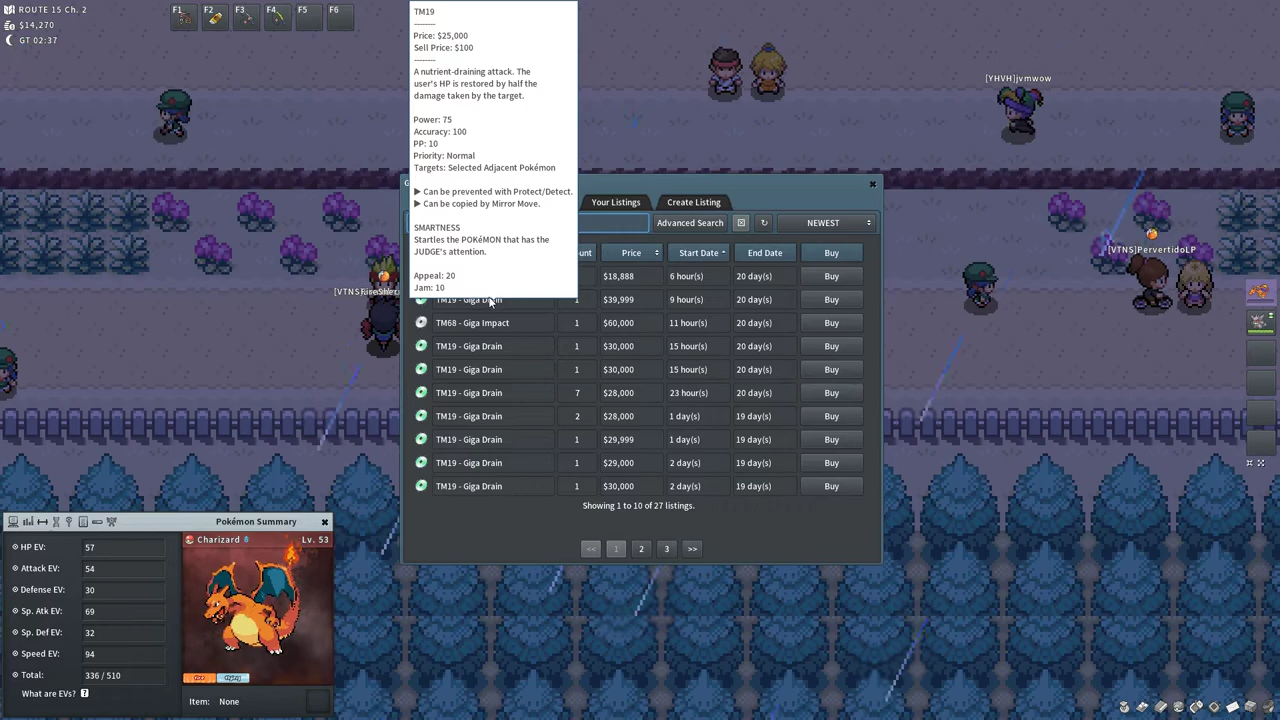 ROUTE 15 Ch. 2
$14,270
GT 02:37
F1
F2
F3
F4
F5
F6
TM19
--------
Price: $25,000
Sell Price: $100
--------
A nutrient-draining attack. The
user's HP is restored by half the
damage taken by the target.
Power: 75
Accuracy: 100
PP: 10
Priority: Normal
Targets: Selected Adjacent Pokémon
▶ Can be prevented with Protect/Detect.
▶ Can be copied by Mirror Move.
SMARTNESS
Startles the POKéMON that has the
JUDGE's attention.
Appeal: 20
Jam: 10
[YHVH]jvmwow
[VTNS]PervertidoLP
G
Your Listings
Create Listing
Advanced Search
NEWEST
unt
Price
Start Date
End Date
Buy
$18,888
6 hour(s)
20 day(s)
Buy
TM19 - Giga Drain
1
$39,999
9 hour(s)
20 day(s)
Buy
TM68 - Giga Impact
1
$60,000
11 hour(s)
20 day(s)
Buy
TM19 - Giga Drain
1
$30,000
15 hour(s)
20 day(s)
Buy
TM19 - Giga Drain
1
$30,000
15 hour(s)
20 day(s)
Buy
TM19 - Giga Drain
7
$28,000
23 hour(s)
20 day(s)
Buy
TM19 - Giga Drain
2
$28,000
1 day(s)
19 day(s)
Buy
TM19 - Giga Drain
1
$29,999
1 day(s)
19 day(s)
Buy
TM19 - Giga Drain
1
$29,000
2 day(s)
19 day(s)
Buy
TM19 - Giga Drain
1
$30,000
2 day(s)
19 day(s)
Buy
Showing 1 to 10 of 27 listings.
<<
1
2
3
>>
Pokémon Summary
Charizard
Lv. 53
HP EV:
57
Attack EV:
54
Defense EV:
30
Sp. Atk EV:
69
Sp. Def EV:
32
Speed EV:
94
Total:
336 / 510
What are EVs? ?
FIRE
FLYING
Item: None